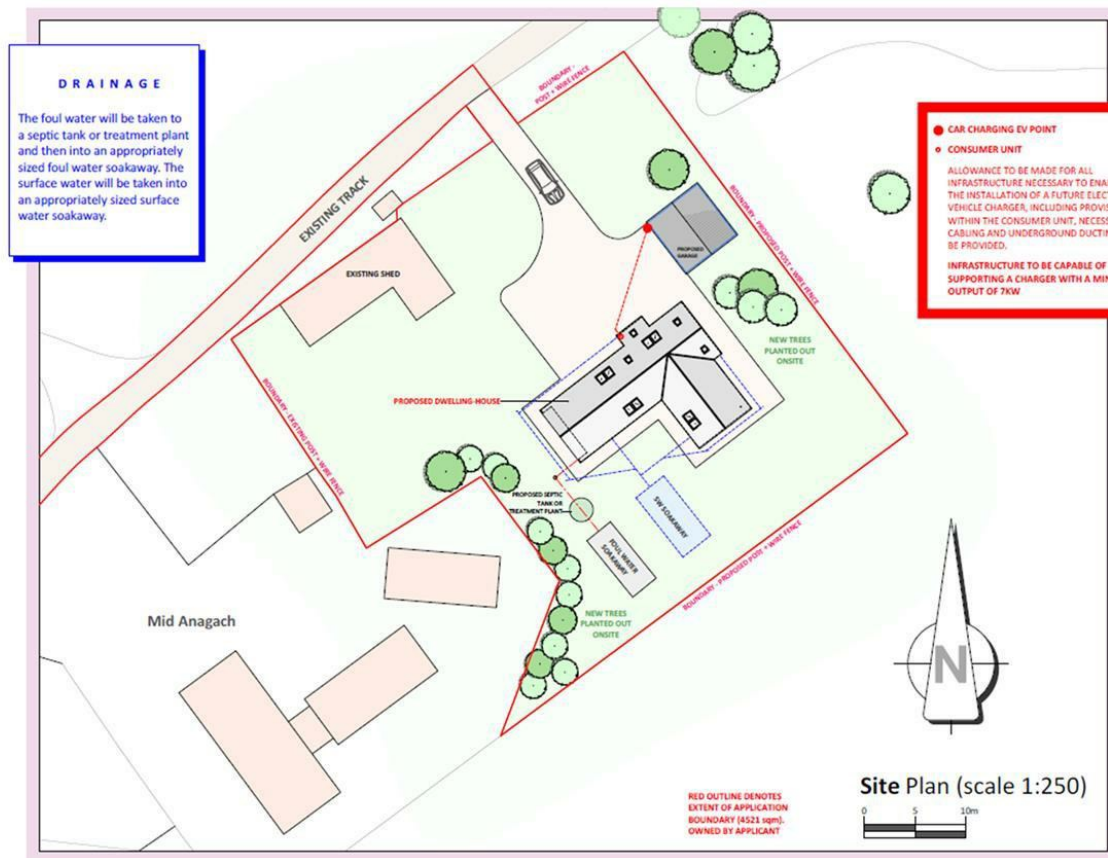 DRAINAGE
The foul water will be taken to
a septic tank or treatment plant
and then into an appropriately
sized foul water soakaway. The
surface water will be taken into
an appropriately sized surface
water soakaway.
BOUNDARY -
POST + WIRE FENCE
EXISTING TRACK
EXISTING SHED
PROPOSED
GARAGE
BOUNDARY - PROPOSED POST + WIRE FENCE
CAR CHARGING EV POINT
CONSUMER UNIT
ALLOWANCE TO BE MADE FOR ALL
INFRASTRUCTURE NECESSARY TO ENA
THE INSTALLATION OF A FUTURE ELEC
VEHICLE CHARGER, INCLUDING PROVIS
WITHIN THE CONSUMER UNIT, NECESS
CABLING AND UNDERGROUND DUCTIN
BE PROVIDED.
INFRASTRUCTURE TO BE CAPABLE OF
SUPPORTING A CHARGER WITH A MIN
OUTPUT OF 7KW
NEW TREES
PLANTED OUT
ONSITE
BOUNDARY - EXISTING POST + WIRE FENCE
PROPOSED DWELLING-HOUSE
PROPOSED SEPTIC
TANK OR
TREATMENT PLANT
SW SOAKAWAY
FOUL WATER
SOAKAWAY
BOUNDARY - PROPOSED POST + WIRE FENCE
NEW TREES
PLANTED OUT
ONSITE
Mid Anagach
N
Site Plan (scale 1:250)
0 5 10m
RED OUTLINE DENOTES
EXTENT OF APPLICATION
BOUNDARY (4521 sqm).
OWNED BY APPLICANT